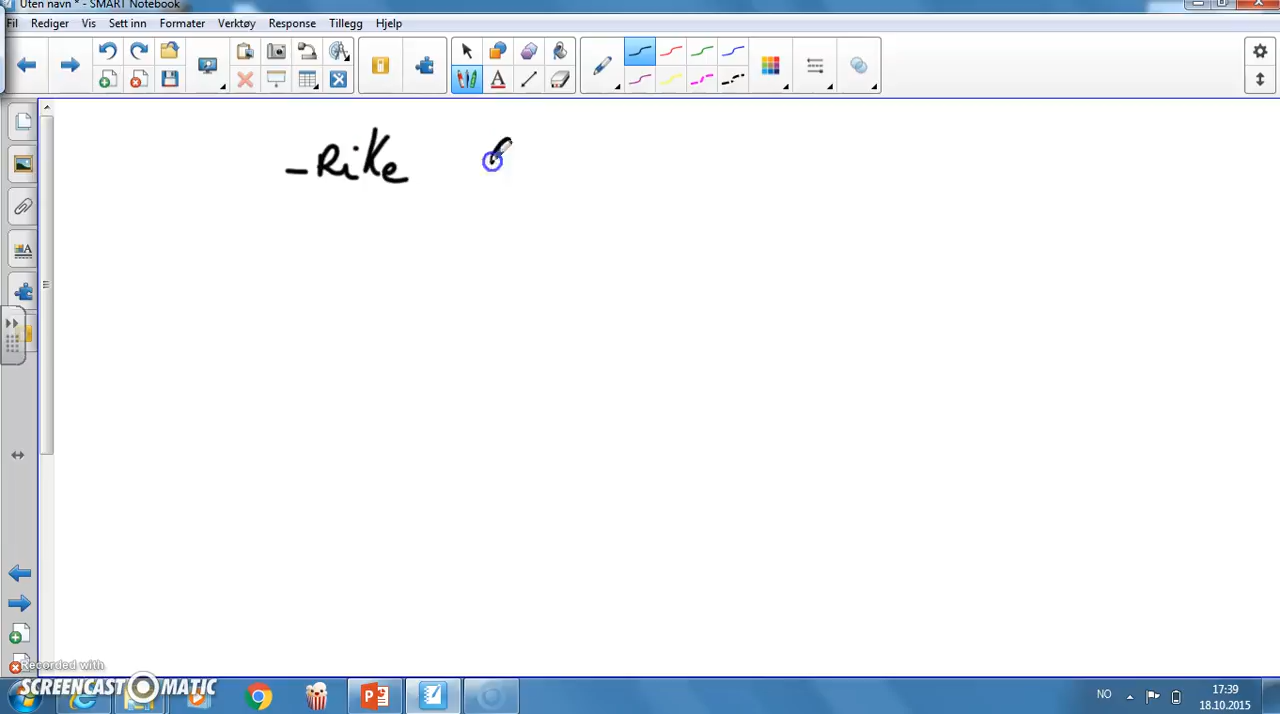 Uten navn * - SMART Notebook
Fil Rediger Vis Sett inn Formater Verktøy Response Tillegg Hjelp
- Rike
Recorded with
SCREENCAST MATIC
NO 17:39
18.10.2015